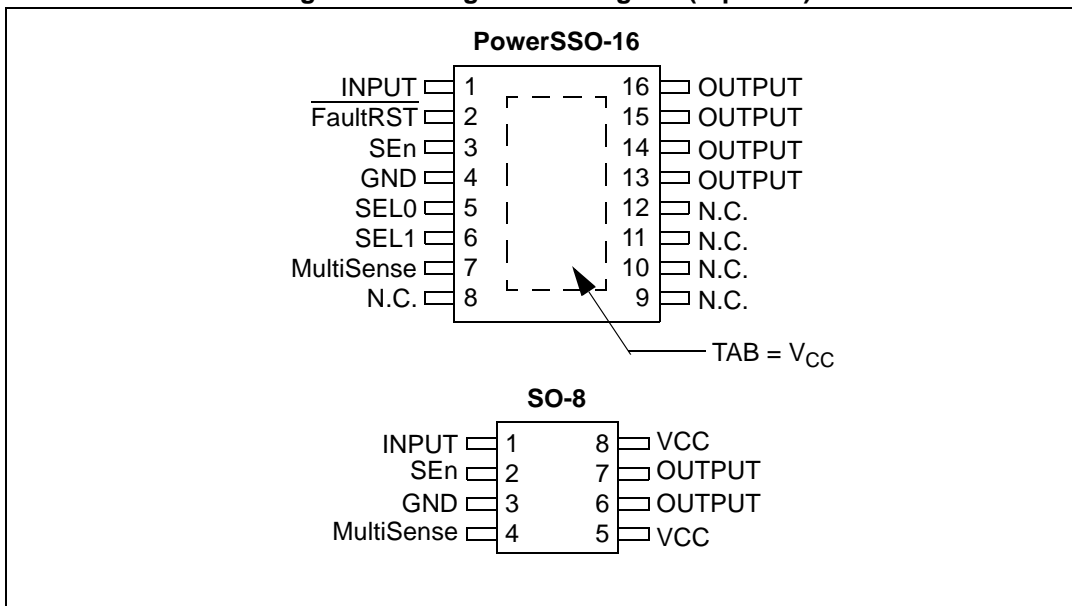 PowerSSO-16
INPUT 1 16 OUTPUT
FaultRST 2 15 OUTPUT
SEn 3 14 OUTPUT
GND 4 13 OUTPUT
SEL0 5 12 N.C.
SEL1 6 11 N.C.
MultiSense 7 10 N.C.
N.C. 8 9 N.C.
TAB = VCC
SO-8
INPUT 1 8 VCC
SEn 2 7 OUTPUT
GND 3 6 OUTPUT
MultiSense 4 5 VCC